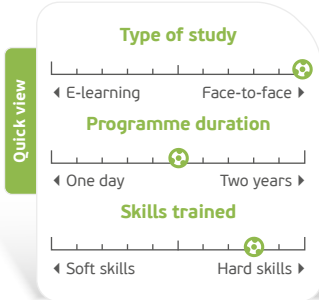 Quick view
Type of study
E-learning Face-to-face
Programme duration
One day Two years
Skills trained
Soft skills Hard skills